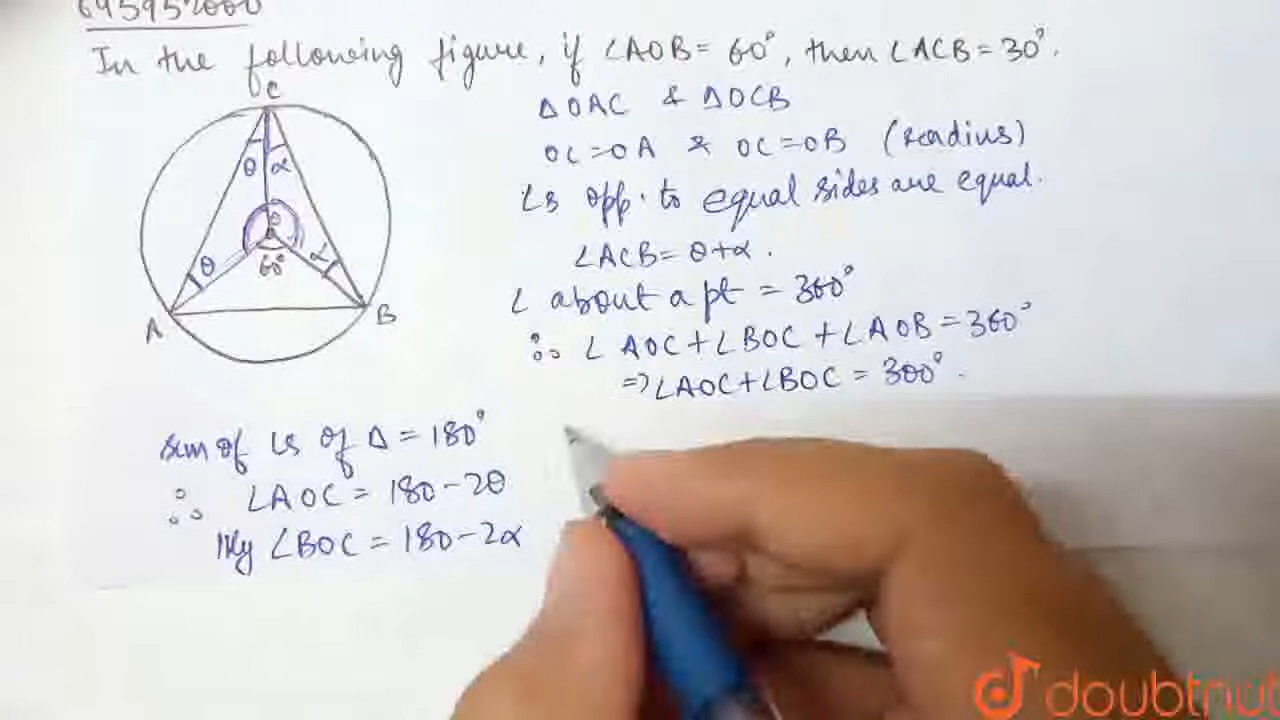 695952000
In the following figure, if ∠AOB = 60°, then ∠ACB = 30°.
C
θ α
θ
O
60°
α
A
B
ΔOAC & ΔOCB
OC=OA & OC=OB (radius)
∠s opp. to equal sides are equal.
∠ACB = θ+α.
∠ about a pt = 360°
∴ ∠AOC+∠BOC+∠AOB = 360°
⇒∠AOC+∠BOC = 300°.
sum of ∠s of Δ = 180°
∴ ∠AOC = 180-2θ
||ly ∠BOC = 180-2α
doubtnut